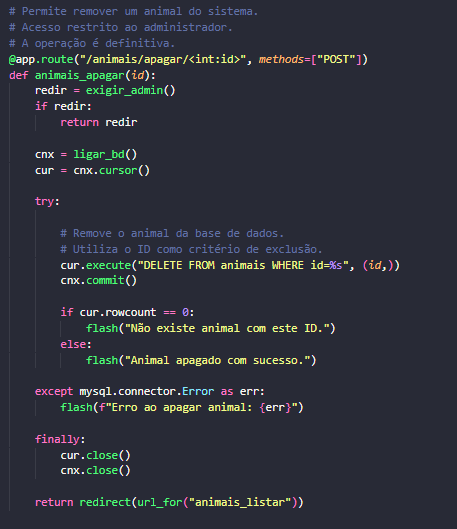 # Permite remover um animal do sistema.
# Acesso restrito ao administrador.
# A operação é definitiva.
@app.route("/animais/apagar/<int:id>", methods=["POST"])
def animais_apagar(id):
    redir = exigir_admin()
    if redir:
        return redir

    cnx = ligar_bd()
    cur = cnx.cursor()

    try:

        # Remove o animal da base de dados.
        # Utiliza o ID como critério de exclusão.
        cur.execute("DELETE FROM animais WHERE id=%s", (id,))
        cnx.commit()

        if cur.rowcount == 0:
            flash("Não existe animal com este ID.")
        else:
            flash("Animal apagado com sucesso.")

    except mysql.connector.Error as err:
        flash(f"Erro ao apagar animal: {err}")

    finally:
        cur.close()
        cnx.close()

    return redirect(url_for("animais_listar"))